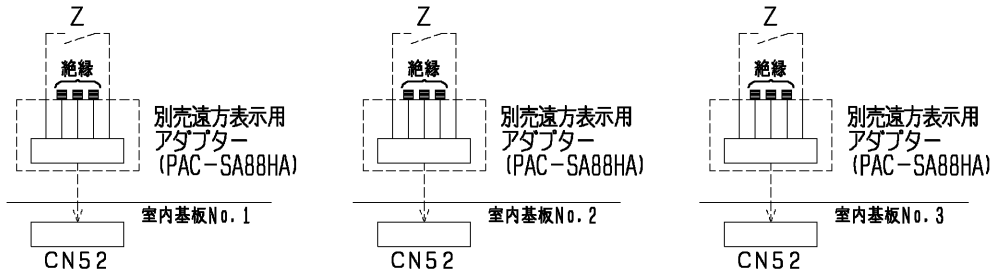 Z
絶縁
別売遠方表示用
アダプター
(PAC-SA88HA)
室内基板No.1
CN52
Z
絶縁
別売遠方表示用
アダプター
(PAC-SA88HA)
室内基板No.2
CN52
Z
絶縁
別売遠方表示用
アダプター
(PAC-SA88HA)
室内基板No.3
CN52